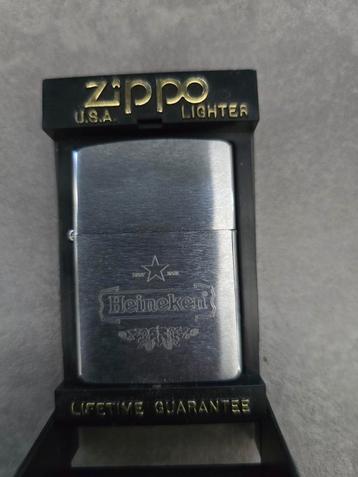 Zippo
U.S.A. LIGHTER
Heineken
LIFETIME GUARANTEE